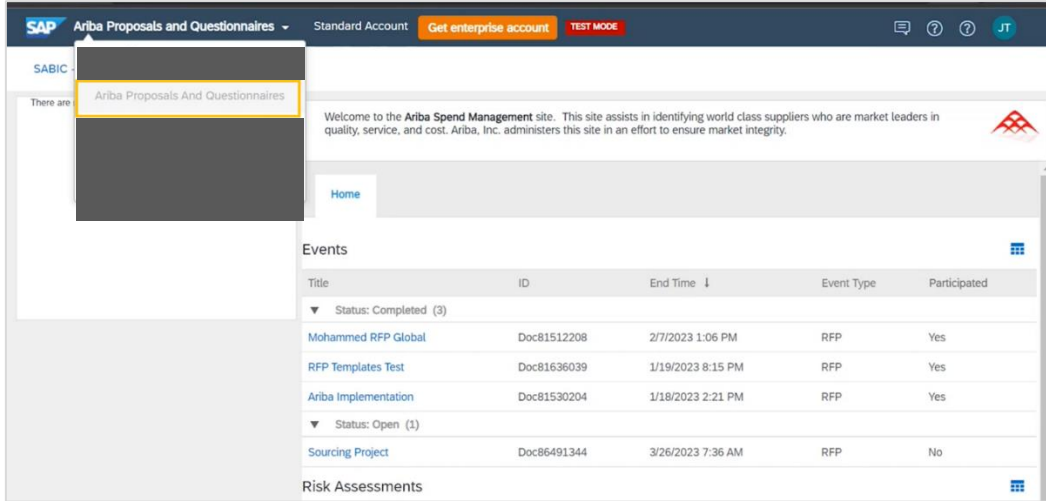 SAP Ariba Proposals and Questionnaires Standard Account Get enterprise account TEST MODE JT
SABIC -
Ariba Proposals And Questionnaires
There are
Welcome to the Ariba Spend Management site. This site assists in identifying world class suppliers who are market leaders in
quality, service, and cost. Ariba, Inc. administers this site in an effort to ensure market integrity.
Home
Events
Title ID End Time ↓ Event Type Participated
▼ Status: Completed (3)
Mohammed RFP Global Doc81512208 2/7/2023 1:06 PM RFP Yes
RFP Templates Test Doc81636039 1/19/2023 8:15 PM RFP Yes
Ariba Implementation Doc81530204 1/18/2023 2:21 PM RFP Yes
▼ Status: Open (1)
Sourcing Project Doc86491344 3/26/2023 7:36 AM RFP No
Risk Assessments